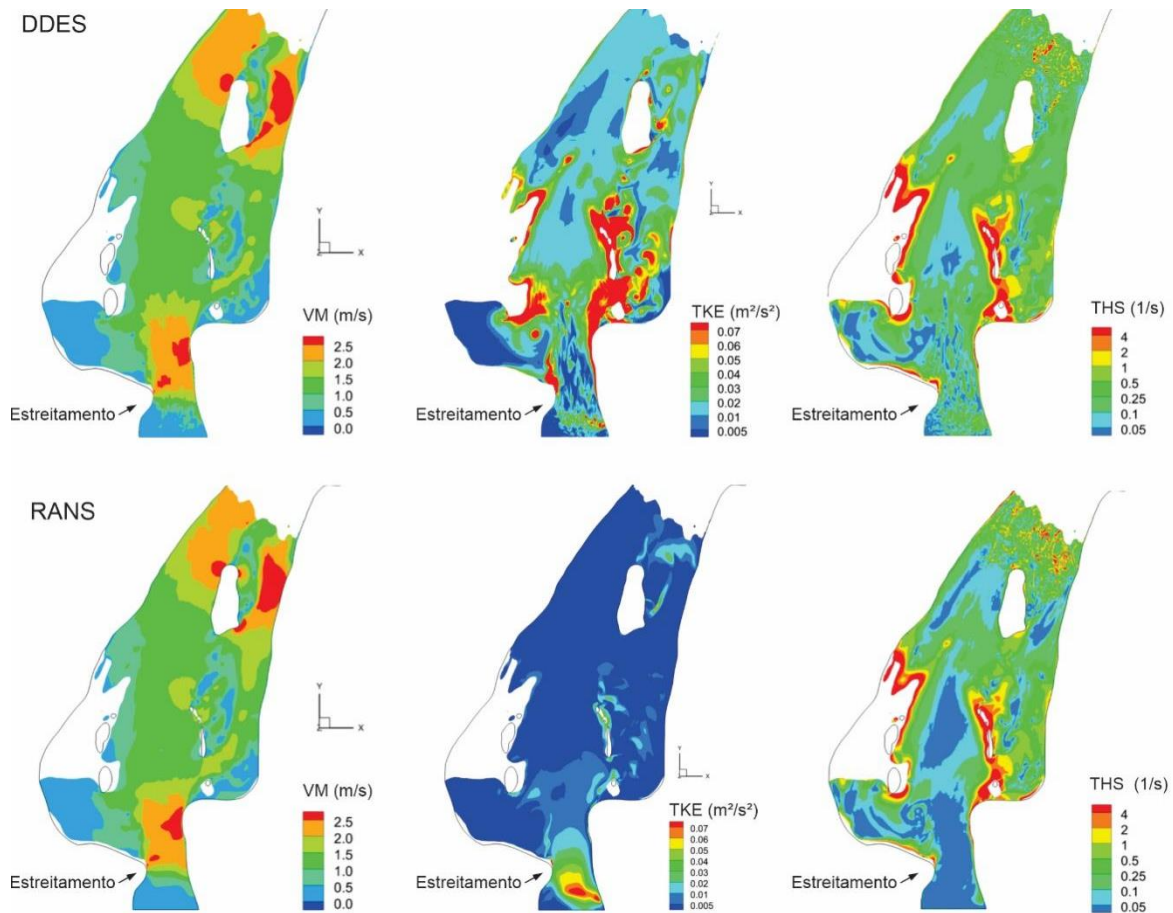 DDES
Y
X
Z
VM (m/s)
2.5
2.0
1.5
1.0
0.5
0.0
Estreitamento
Y
X
TKE (m²/s²)
0.07
0.06
0.05
0.04
0.03
0.02
0.01
0.005
Estreitamento
THS (1/s)
4
2
1
0.5
0.25
0.1
0.05
Estreitamento
RANS
Y
X
Z
VM (m/s)
2.5
2.0
1.5
1.0
0.5
0.0
Estreitamento
Y
X
TKE (m²/s²)
0.07
0.06
0.05
0.04
0.03
0.02
0.01
0.005
Estreitamento
THS (1/s)
4
2
1
0.5
0.25
0.1
0.05
Estreitamento